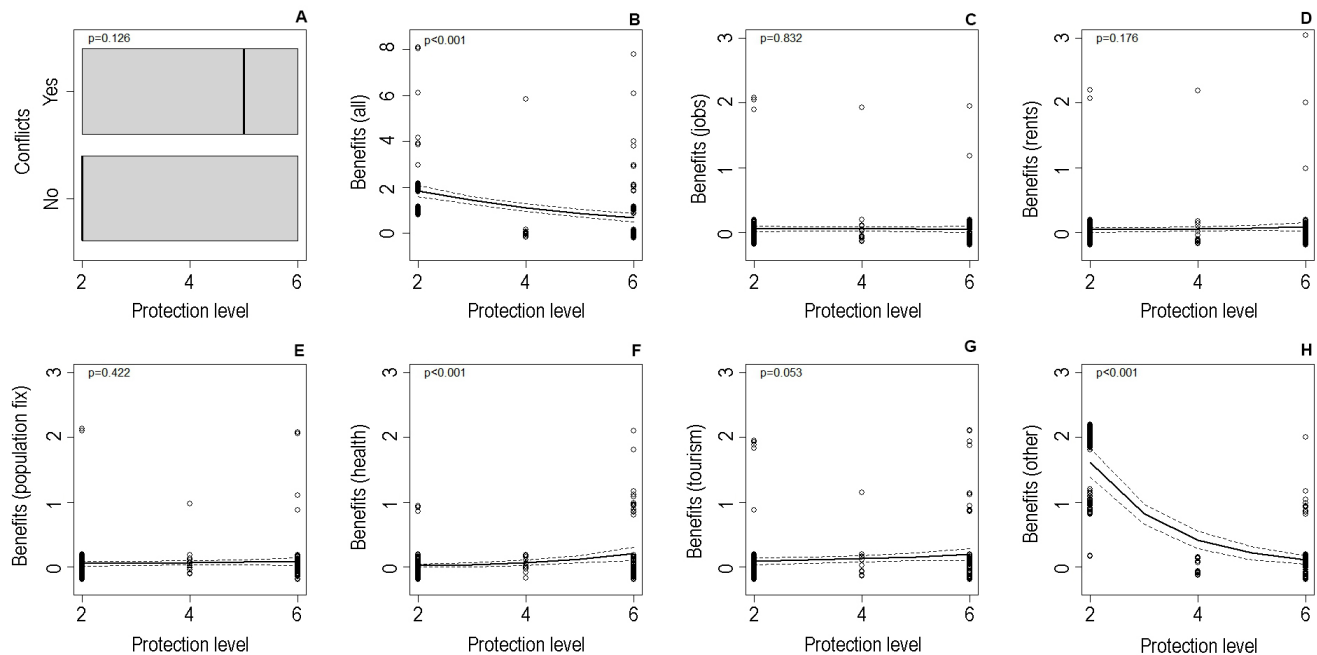 A
p=0.126
Conflicts
Yes
No
2 4 6
Protection level
B
p<0.001
Benefits (all)
8
6
4
2
0
2 4 6
Protection level
C
p=0.832
Benefits (jobs)
3
2
1
0
2 4 6
Protection level
D
p=0.176
Benefits (rents)
3
2
1
0
2 4 6
Protection level
E
p=0.422
Benefits (population fix)
3
2
1
0
2 4 6
Protection level
F
p<0.001
Benefits (health)
3
2
1
0
2 4 6
Protection level
G
p=0.053
Benefits (tourism)
3
2
1
0
2 4 6
Protection level
H
p<0.001
Benefits (other)
3
2
1
0
2 4 6
Protection level